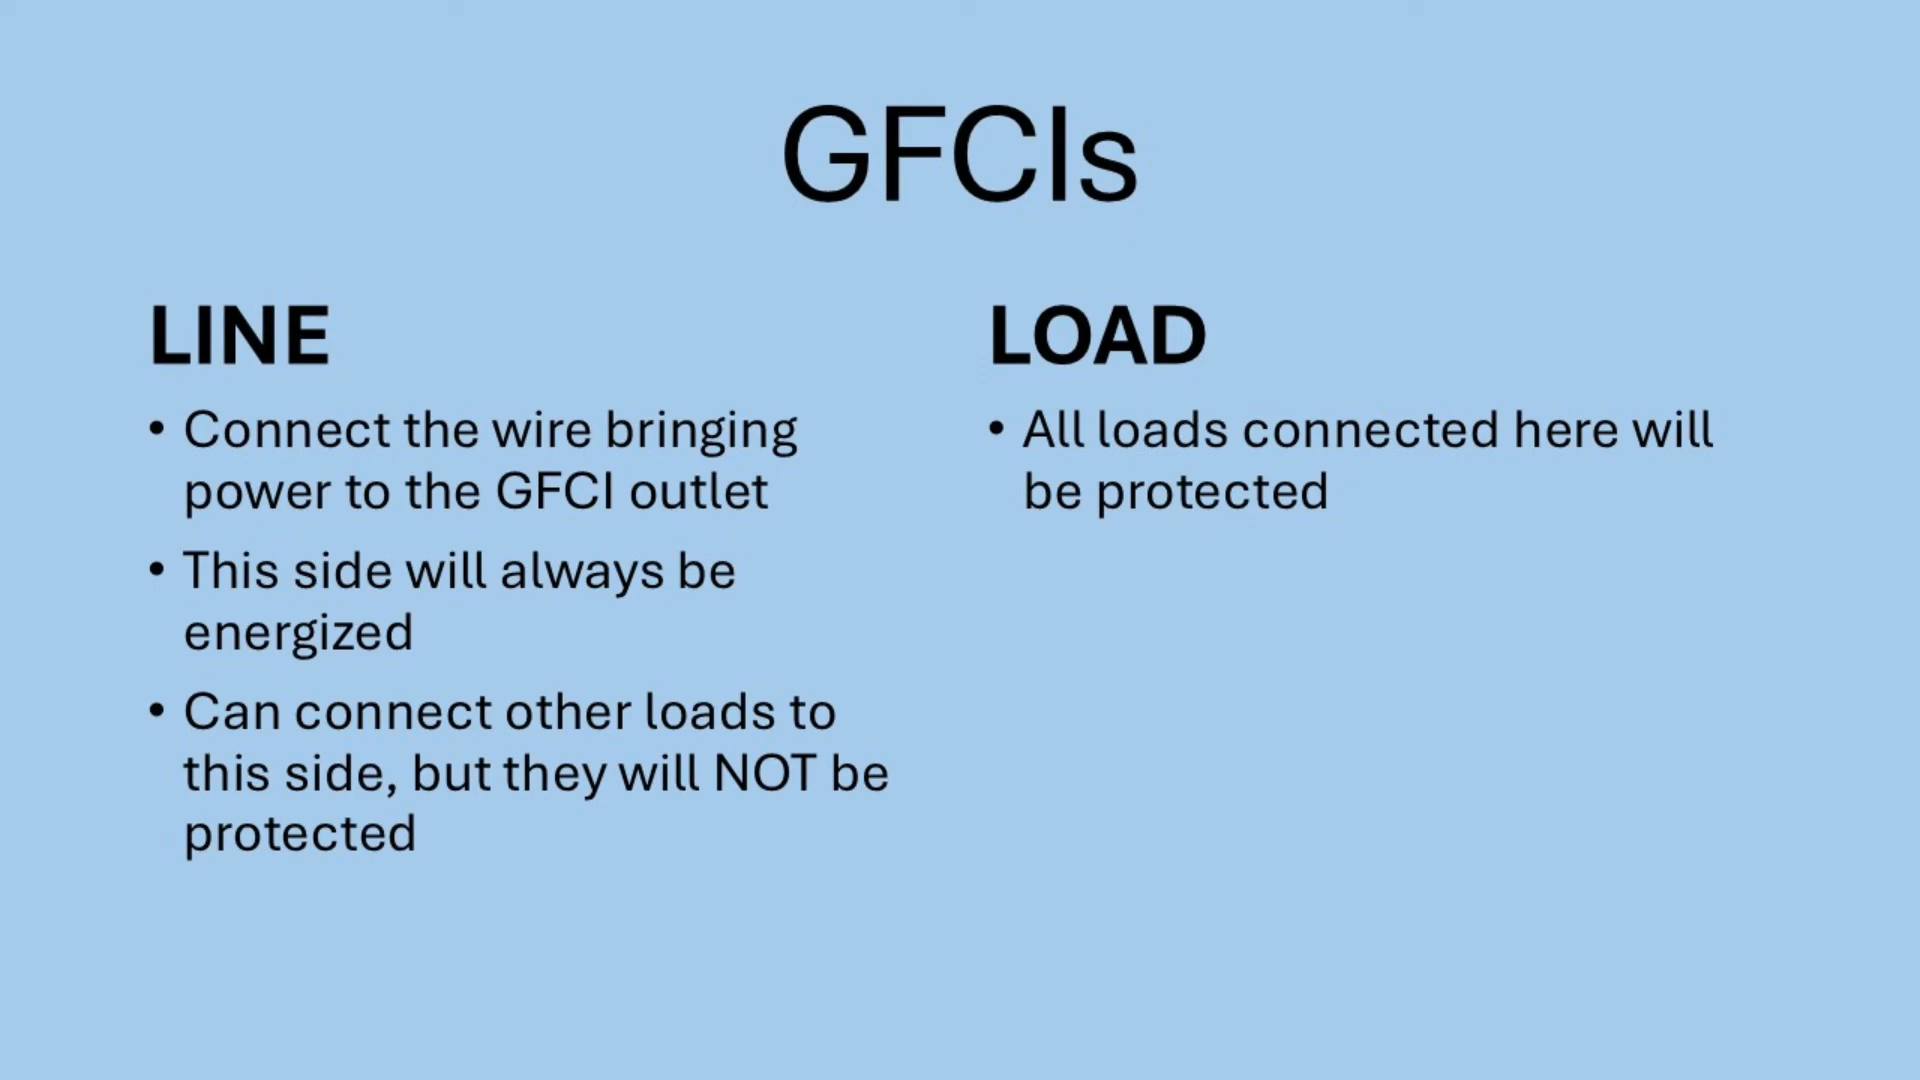 GFCIs
LINE
• Connect the wire bringing
power to the GFCI outlet
• This side will always be
energized
• Can connect other loads to
this side, but they will NOT be
protected
LOAD
• All loads connected here will
be protected